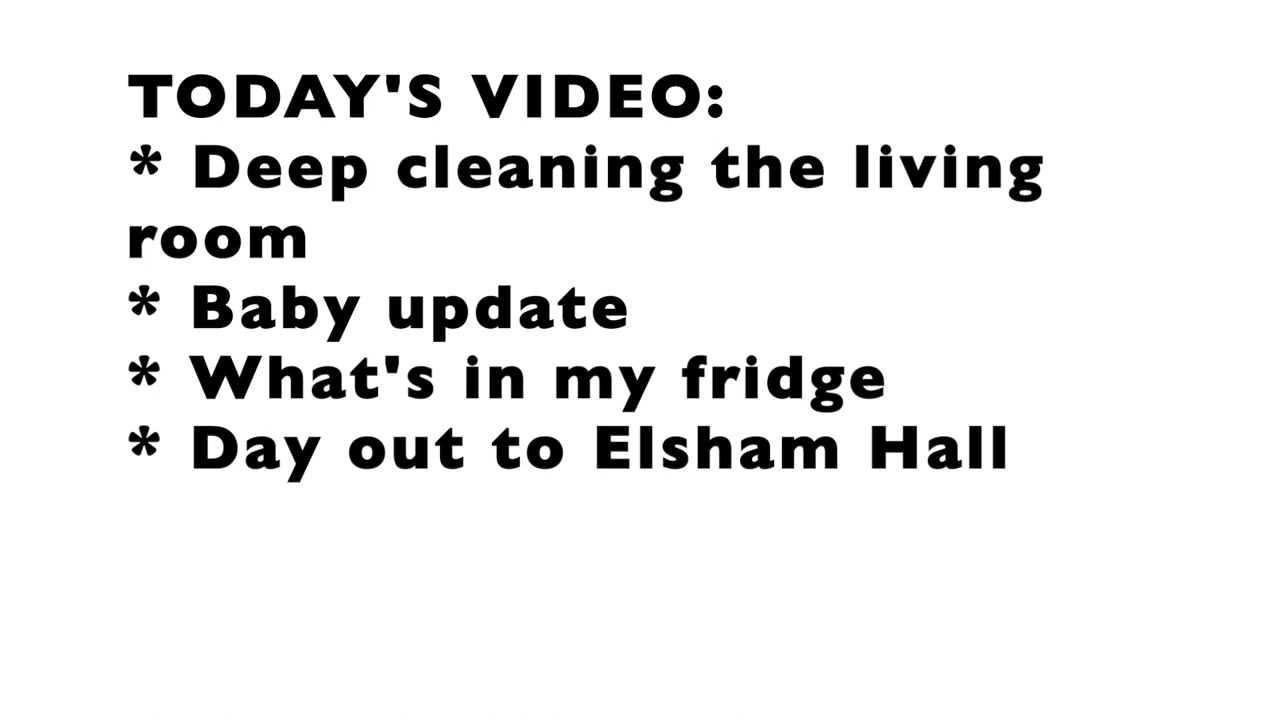 TODAY'S VIDEO:
* Deep cleaning the living
room
* Baby update
* What's in my fridge
* Day out to Elsham Hall